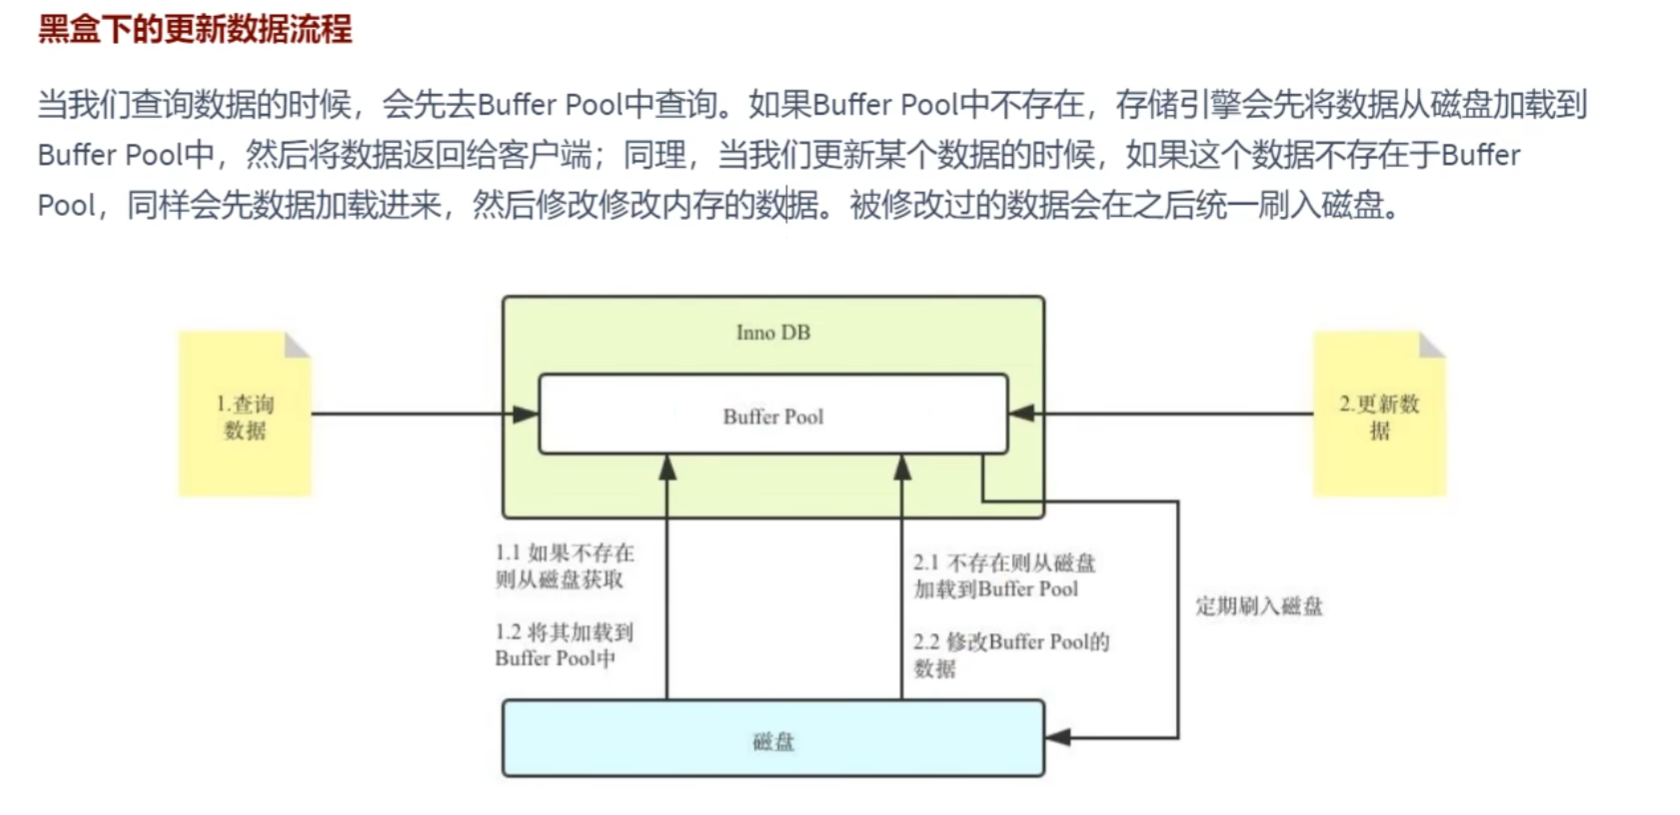 黑盒下的更新数据流程
当我们查询数据的时候，会先去Buffer Pool中查询。如果Buffer Pool中不存在，存储引擎会先将数据从磁盘加载到
Buffer Pool中，然后将数据返回给客户端；同理，当我们更新某个数据的时候，如果这个数据不存在于Buffer
Pool，同样会先数据加载进来，然后修改修改内存的数据。被修改过的数据会在之后统一刷入磁盘。
Inno DB
1.查询
数据
Buffer Pool
2.更新数
据
1.1 如果不存在
则从磁盘获取
1.2 将其加载到
Buffer Pool中
2.1 不存在则从磁盘
加载到Buffer Pool
2.2 修改Buffer Pool的
数据
定期刷入磁盘
磁盘